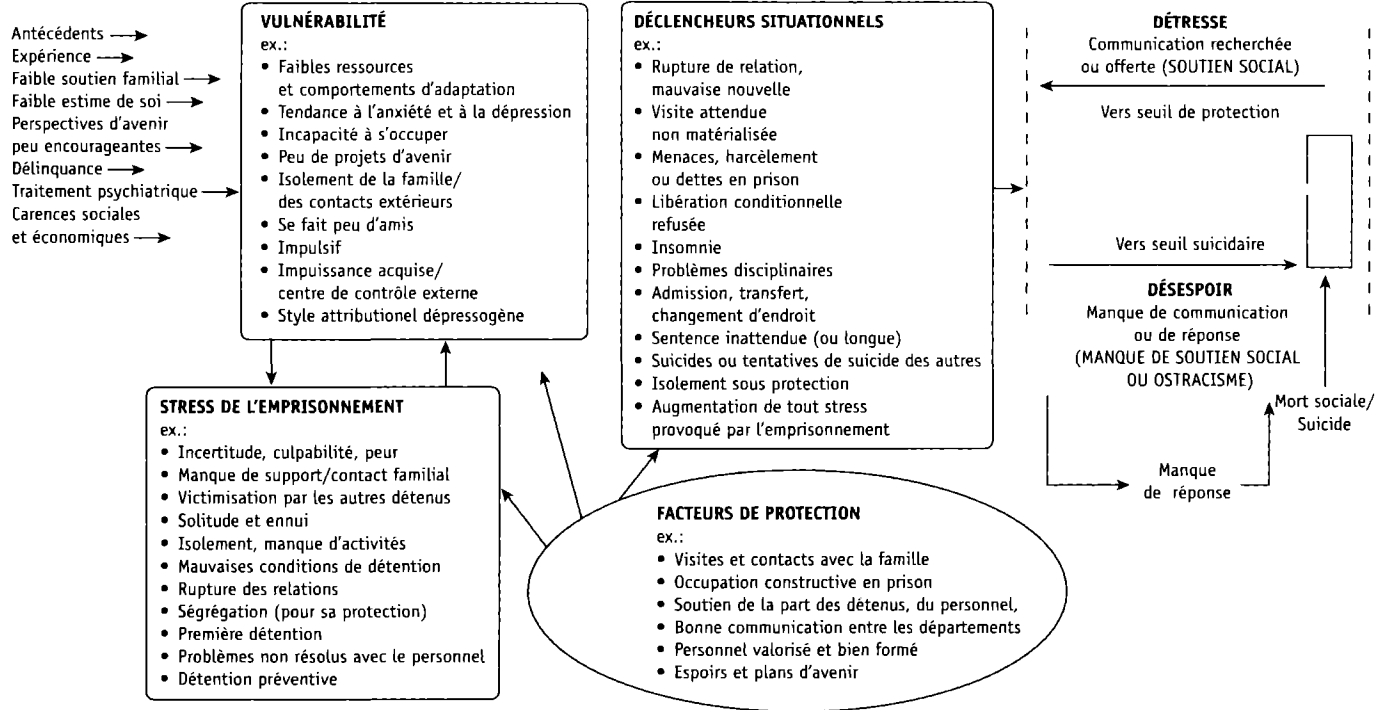 Antécédents
Expérience
Faible soutien familial
Faible estime de soi
Perspectives d'avenir
peu encourageantes
Délinquance
Traitement psychiatrique
Carences sociales
et économiques
VULNÉRABILITÉ
ex.:
• Faibles ressources
et comportements d'adaptation
• Tendance à l'anxiété et à la dépression
• Incapacité à s'occuper
• Peu de projets d'avenir
• Isolement de la famille/
des contacts extérieurs
• Se fait peu d'amis
• Impulsif
• Impuissance acquise/
centre de contrôle externe
• Style attributionel dépressogène
STRESS DE L'EMPRISONNEMENT
ex.:
• Incertitude, culpabilité, peur
• Manque de support/contact familial
• Victimisation par les autres détenus
• Solitude et ennui
• Isolement, manque d'activités
• Mauvaises conditions de détention
• Rupture des relations
• Ségrégation (pour sa protection)
• Première détention
• Problèmes non résolus avec le personnel
• Détention préventive
DÉCLENCHEURS SITUATIONNELS
ex.:
• Rupture de relation,
mauvaise nouvelle
• Visite attendue
non matérialisée
• Menaces, harcèlement
ou dettes en prison
• Libération conditionnelle
refusée
• Insomnie
• Problèmes disciplinaires
• Admission, transfert,
changement d'endroit
• Sentence inattendue (ou longue)
• Suicides ou tentatives de suicide des autres
• Isolement sous protection
• Augmentation de tout stress
provoqué par l'emprisonnement
FACTEURS DE PROTECTION
ex.:
• Visites et contacts avec la famille
• Occupation constructive en prison
• Soutien de la part des détenus, du personnel,
• Bonne communication entre les départements
• Personnel valorisé et bien formé
• Espoirs et plans d'avenir
DÉTRESSE
Communication recherchée
ou offerte (SOUTIEN SOCIAL)
Vers seuil de protection
Vers seuil suicidaire
DÉSESPOIR
Manque de communication
ou de réponse
(MANQUE DE SOUTIEN SOCIAL
OU OSTRACISME)
Mort sociale/
Suicide
Manque
de réponse